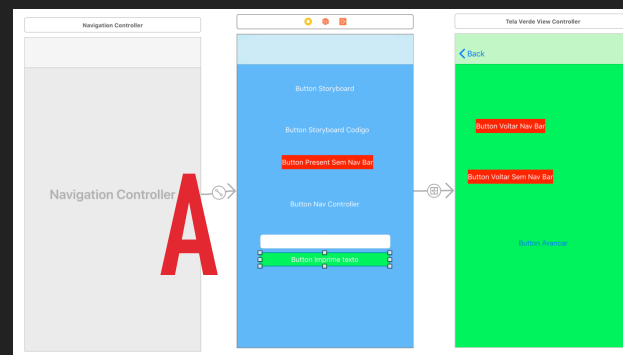 Navigation Controller
Tela Verde View Controller
Back
Button Storyboard
Button Voltar Nav Bar
Button Storyboard Codigo
Button Present Sem Nav Bar
Button Voltar Sem Nav Bar
Navigation Controller
A
Button Nav Controller
Button Avancar
Button Imprime texto